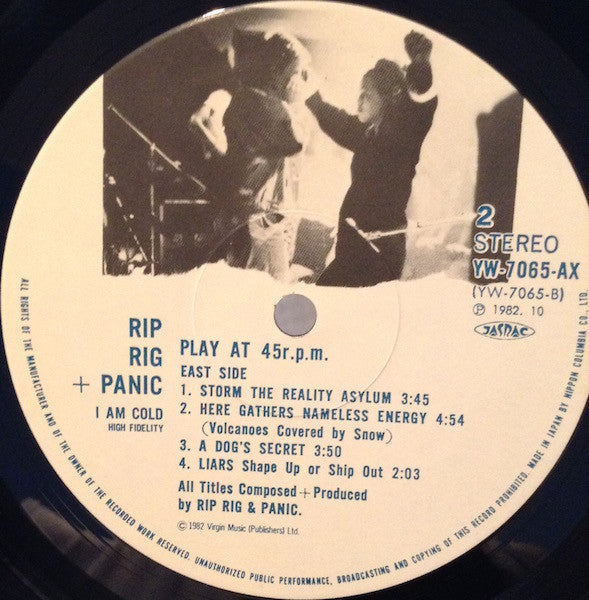 2
STEREO
YW-7065-AX
(YW-7065-B)
Ⓟ 1982. 10
JASRAC
RIP
RIG
+ PANIC
I AM COLD
HIGH FIDELITY
PLAY AT 45r.p.m.
EAST SIDE
1. STORM THE REALITY ASYLUM 3:45
2. HERE GATHERS NAMELESS ENERGY 4:54
(Volcanoes Covered by Snow)
3. A DOG'S SECRET 3:50
4. LIARS Shape Up or Ship Out 2:03
All Titles Composed + Produced
by RIP RIG & PANIC.
© 1982 Virgin Music (Publishers) Ltd.
ALL RIGHTS OF THE MANUFACTURER AND OF THE OWNER OF THE RECORDED WORK RESERVED. UNAUTHORIZED PUBLIC PERFORMANCE, BROADCASTING AND COPYING OF THIS RECORD PROHIBITED. MADE IN JAPAN BY NIPPON COLUMBIA CO., LTD.